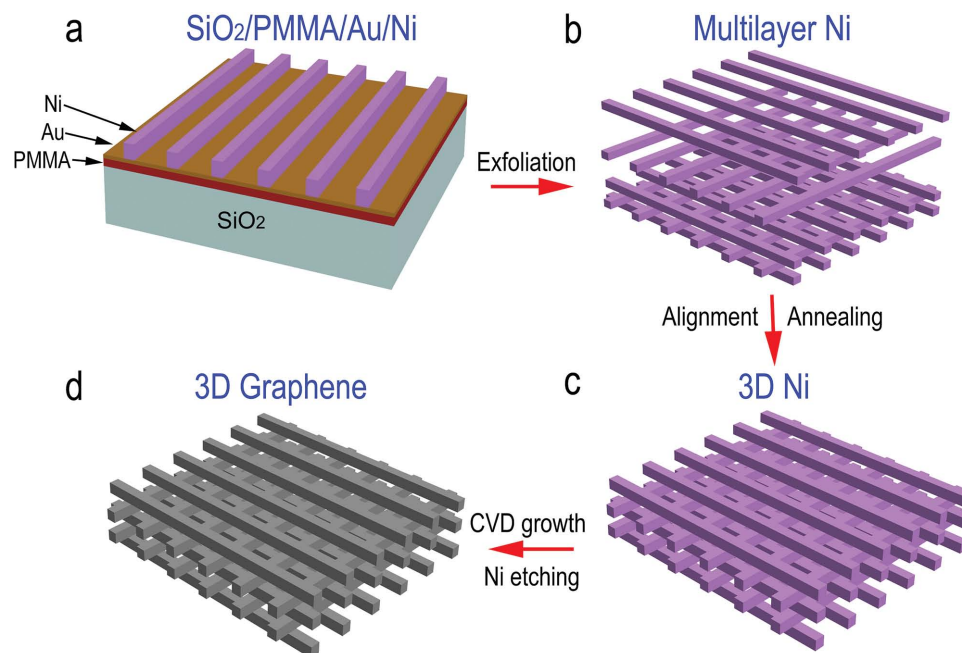 a
SiO₂/PMMA/Au/Ni
Ni
Au
PMMA
SiO₂
Exfoliation
b
Multilayer Ni
Alignment
Annealing
d
3D Graphene
c
3D Ni
CVD growth
Ni etching